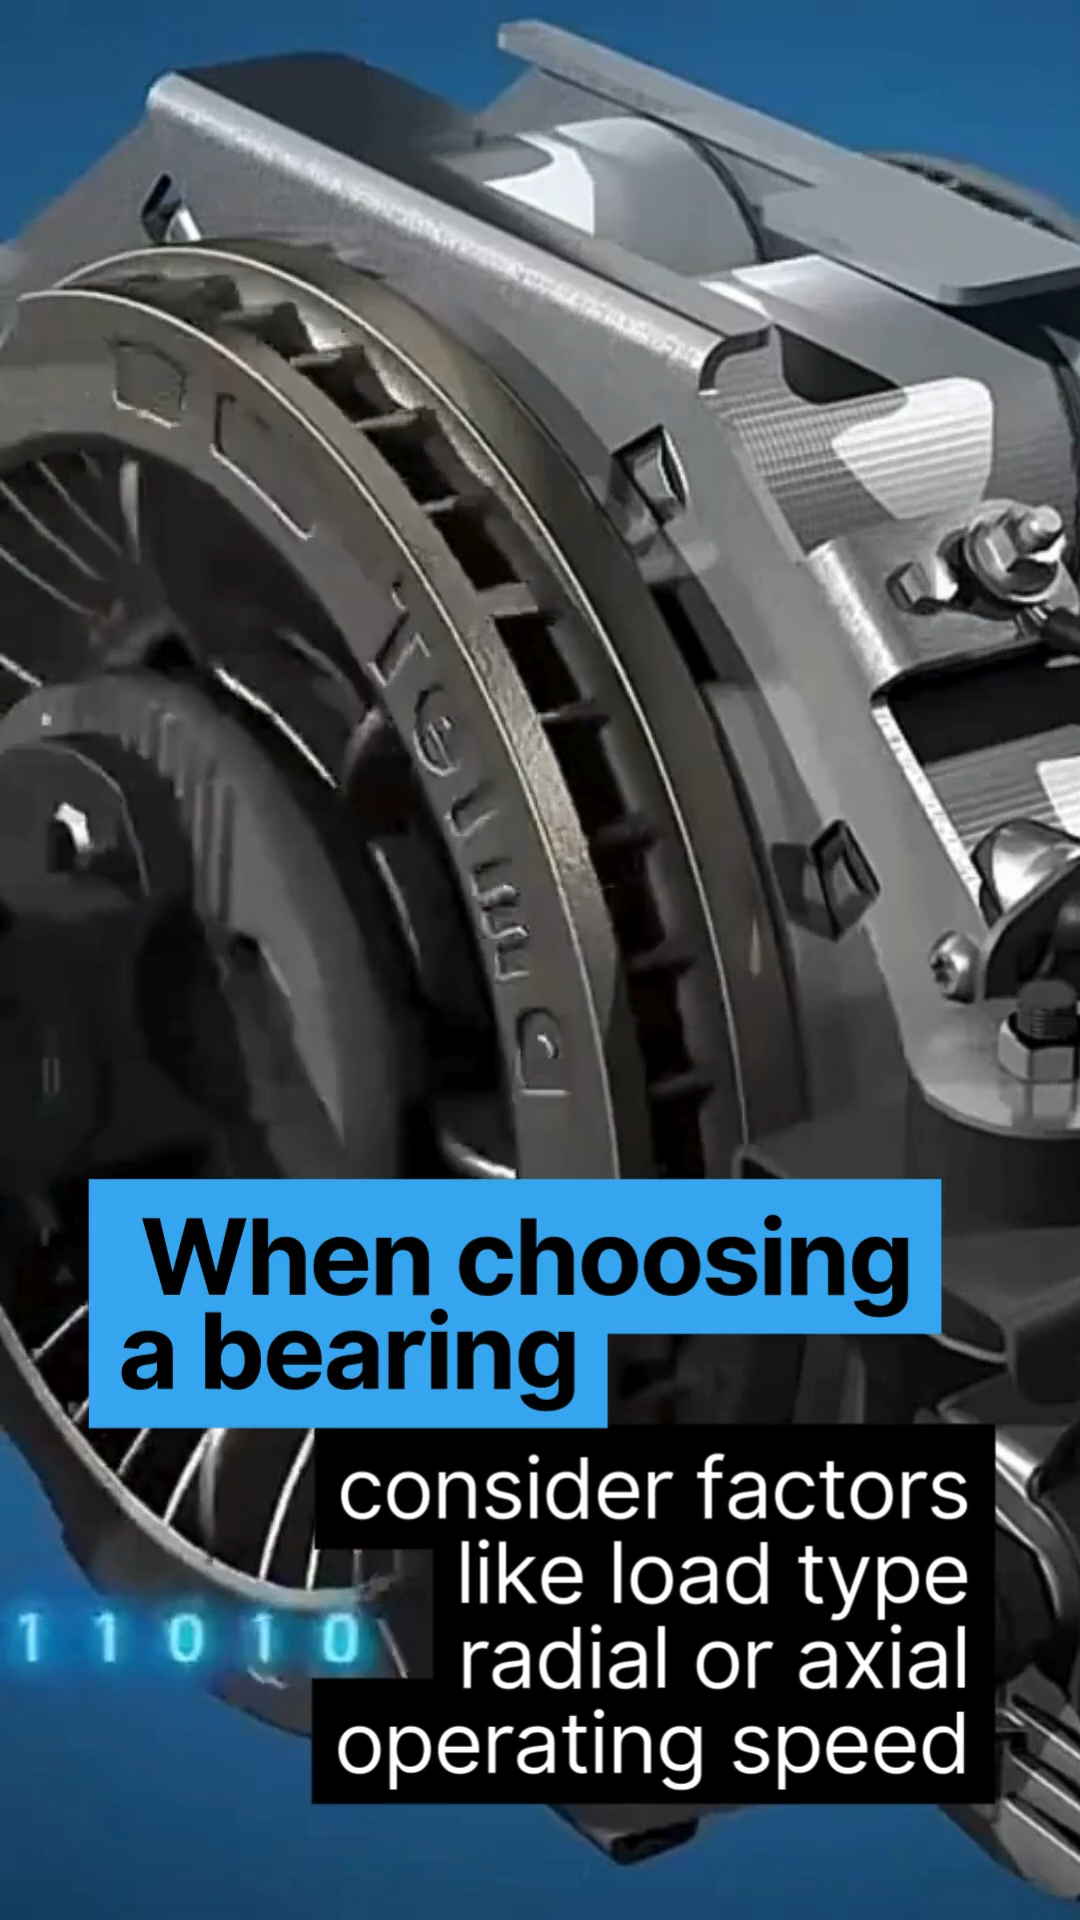 When choosing
a bearing
consider factors
like load type
radial or axial
operating speed
1 1 0 1 0